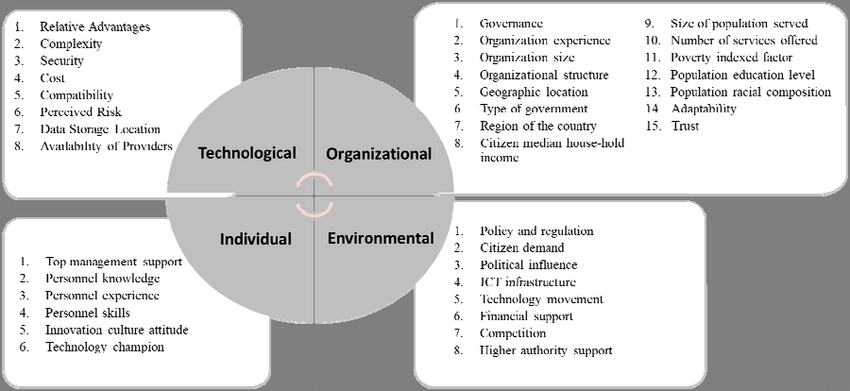 1. Relative Advantages
2. Complexity
3. Security
4. Cost
5. Compatibility
6. Perceived Risk
7. Data Storage Location
8. Availability of Providers
1. Governance
2. Organization experience
3. Organization size
4. Organizational structure
5. Geographic location
6 Type of government
7. Region of the country
8. Citizen median house-hold
income
9. Size of population served
10. Number of services offered
11. Poverty indexed factor
12. Population education level
13. Population racial composition
14 Adaptability
15. Trust
Technological
Organizational
Individual
Environmental
1. Top management support
2. Personnel knowledge
3. Personnel experience
4. Personnel skills
5. Innovation culture attitude
6. Technology champion
1. Policy and regulation
2. Citizen demand
3. Political influence
4. ICT infrastructure
5. Technology movement
6. Financial support
7. Competition
8. Higher authority support